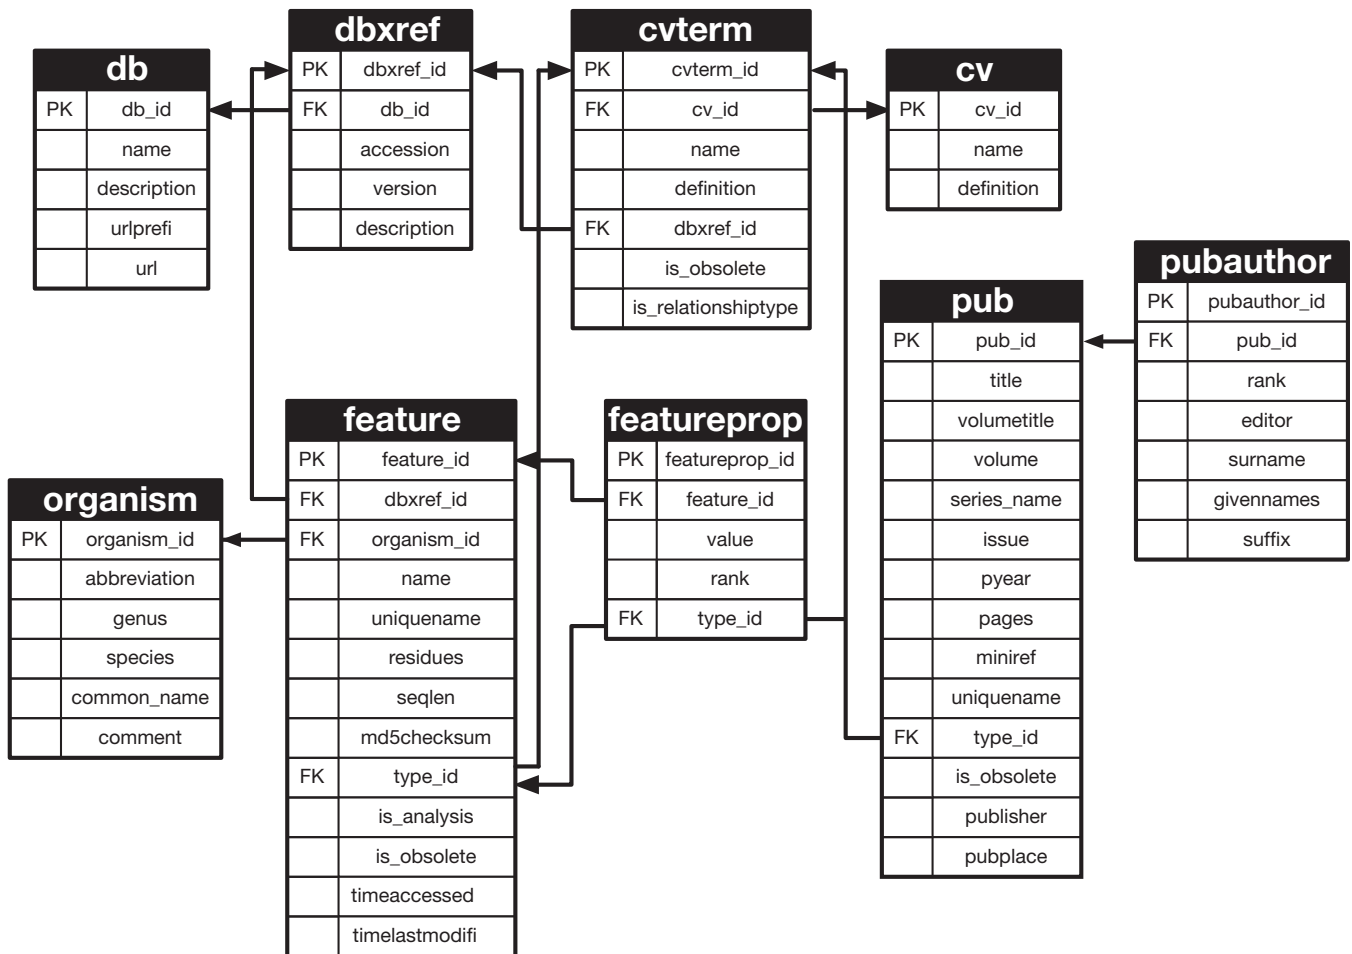 db
PK db_id
name
description
urlprefi
url
dbxref
PK dbxref_id
FK db_id
accession
version
description
cvterm
PK cvterm_id
FK cv_id
name
definition
FK dbxref_id
is_obsolete
is_relationshiptype
cv
PK cv_id
name
definition
pubauthor
PK pubauthor_id
FK pub_id
rank
editor
surname
givennames
suffix
pub
PK pub_id
title
volumetitle
volume
series_name
issue
pyear
pages
miniref
uniquename
FK type_id
is_obsolete
publisher
pubplace
organism
PK organism_id
abbreviation
genus
species
common_name
comment
feature
PK feature_id
FK dbxref_id
FK organism_id
name
uniquename
residues
seqlen
md5checksum
FK type_id
is_analysis
is_obsolete
timeaccessed
timelastmodifi
featureprop
PK featureprop_id
FK feature_id
value
rank
FK type_id